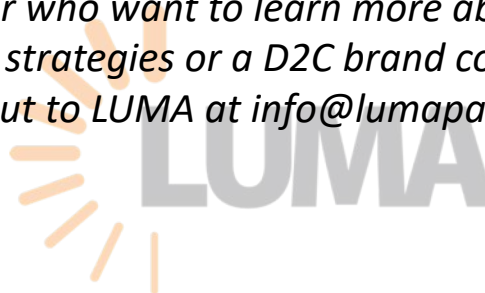 r who want to learn more ab
strategies or a D2C brand co
ut to LUMA at info@lumapa
LUMA